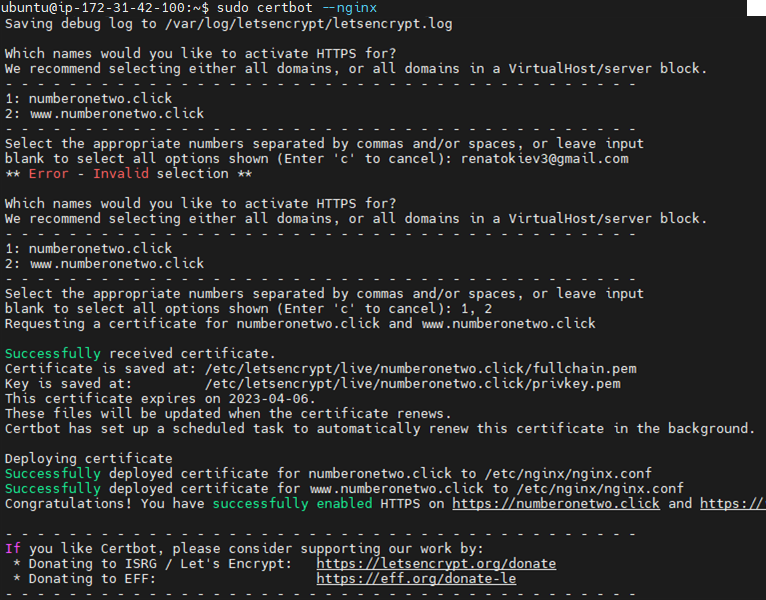 ubuntu@ip-172-31-42-100:~$ sudo certbot --nginx
Saving debug log to /var/log/letsencrypt/letsencrypt.log
Which names would you like to activate HTTPS for?
We recommend selecting either all domains, or all domains in a VirtualHost/server block.
- - - - - - - - - - - - - - - - - - - - - - - - - - - - - - - - - - - - - - - -
1: numberonetwo.click
2: www.numberonetwo.click
- - - - - - - - - - - - - - - - - - - - - - - - - - - - - - - - - - - - - - - -
Select the appropriate numbers separated by commas and/or spaces, or leave input
blank to select all options shown (Enter 'c' to cancel): renatokiev3@gmail.com
** Error - Invalid selection **
Which names would you like to activate HTTPS for?
We recommend selecting either all domains, or all domains in a VirtualHost/server block.
- - - - - - - - - - - - - - - - - - - - - - - - - - - - - - - - - - - - - - - -
1: numberonetwo.click
2: www.numberonetwo.click
- - - - - - - - - - - - - - - - - - - - - - - - - - - - - - - - - - - - - - - -
Select the appropriate numbers separated by commas and/or spaces, or leave input
blank to select all options shown (Enter 'c' to cancel): 1, 2
Requesting a certificate for numberonetwo.click and www.numberonetwo.click
Successfully received certificate.
Certificate is saved at: /etc/letsencrypt/live/numberonetwo.click/fullchain.pem
Key is saved at: /etc/letsencrypt/live/numberonetwo.click/privkey.pem
This certificate expires on 2023-04-06.
These files will be updated when the certificate renews.
Certbot has set up a scheduled task to automatically renew this certificate in the background.
Deploying certificate
Successfully deployed certificate for numberonetwo.click to /etc/nginx/nginx.conf
Successfully deployed certificate for www.numberonetwo.click to /etc/nginx/nginx.conf
Congratulations! You have successfully enabled HTTPS on https://numberonetwo.click and https://
- - - - - - - - - - - - - - - - - - - - - - - - - - - - - - - - - - - - - - - -
If you like Certbot, please consider supporting our work by:
* Donating to ISRG / Let's Encrypt: https://letsencrypt.org/donate
* Donating to EFF: https://eff.org/donate-le
- - - - - - - - - - - - - - - - - - - - - - - - - - - - - - - - - - - - - - - -